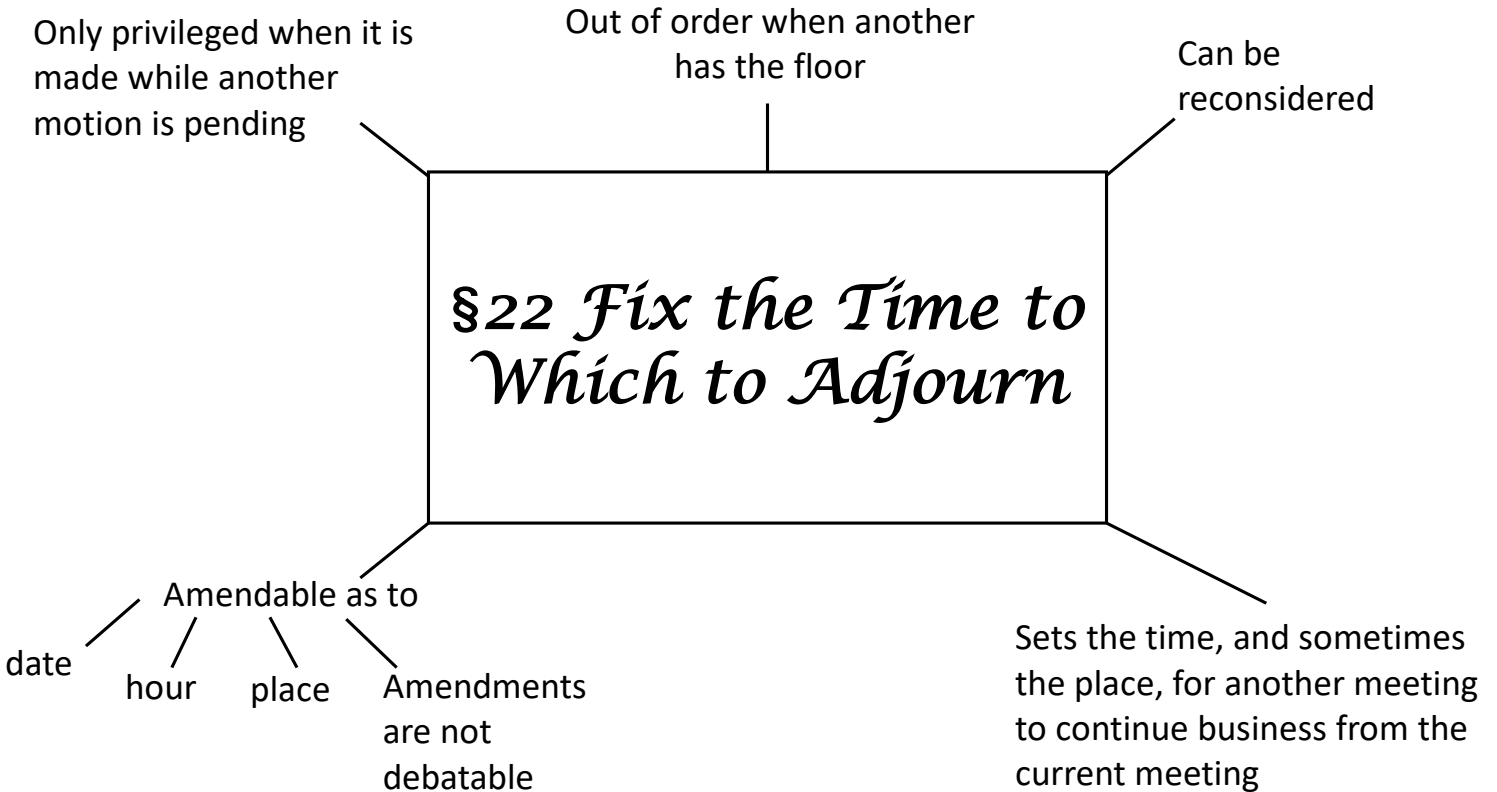 Only privileged when it is
made while another
motion is pending
Out of order when another
has the floor
Can be
reconsidered
§22 Fix the Time to
Which to Adjourn
Amendable as to
date
hour
place
Amendments
are not
debatable
Sets the time, and sometimes
the place, for another meeting
to continue business from the
current meeting